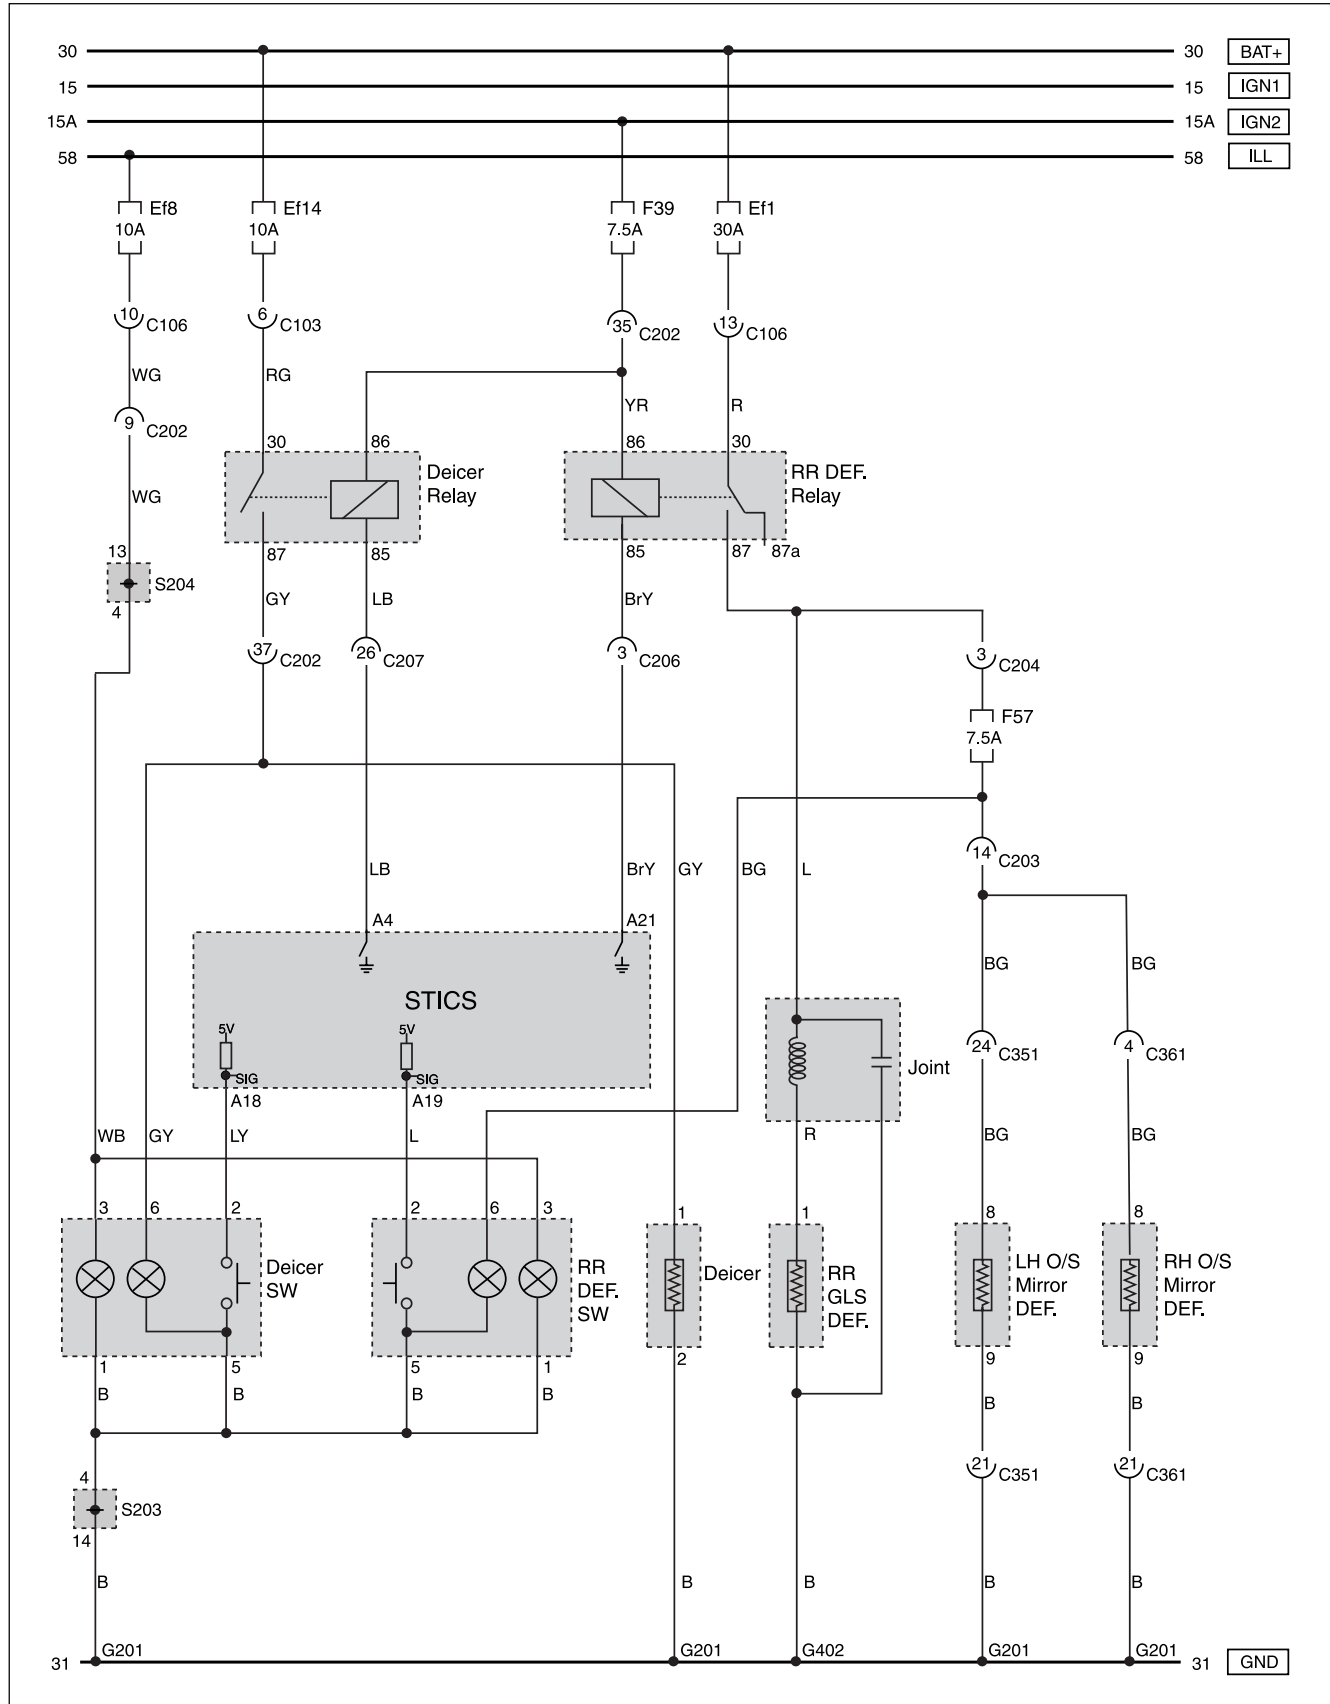 30 30 BAT+
15 15 IGN1
15A 15A IGN2
58 58 ILL
Ef8 Ef14 F39 Ef1
10A 10A 7.5A 30A
10 C106 6 C103 35 C202 13 C106
WG RG YR R
9 C202
30 86 86 30
Deicer Relay
RR DEF. Relay
WG
87 85 85 87 87a
13 S204 4
GY LB BrY
37 C202 26 C207 3 C206 3 C204
F57
7.5A
14 C203
LB BrY GY BG L
A4 A21
STICS
BG BG
5V 5V
24 C351 4 C361
Joint
SIG SIG
A18 A19
WB GY LY L R BG BG
3 6 2 2 6 3 1 1 8 8
Deicer SW
RR DEF. SW
Deicer
RR GLS DEF.
LH O/S Mirror DEF.
RH O/S Mirror DEF.
1 5 5 1 2 9 9
B B B B B B
4 S203 14
21 C351 21 C361
B B B B B
31 G201 G201 G402 G201 G201 31 GND